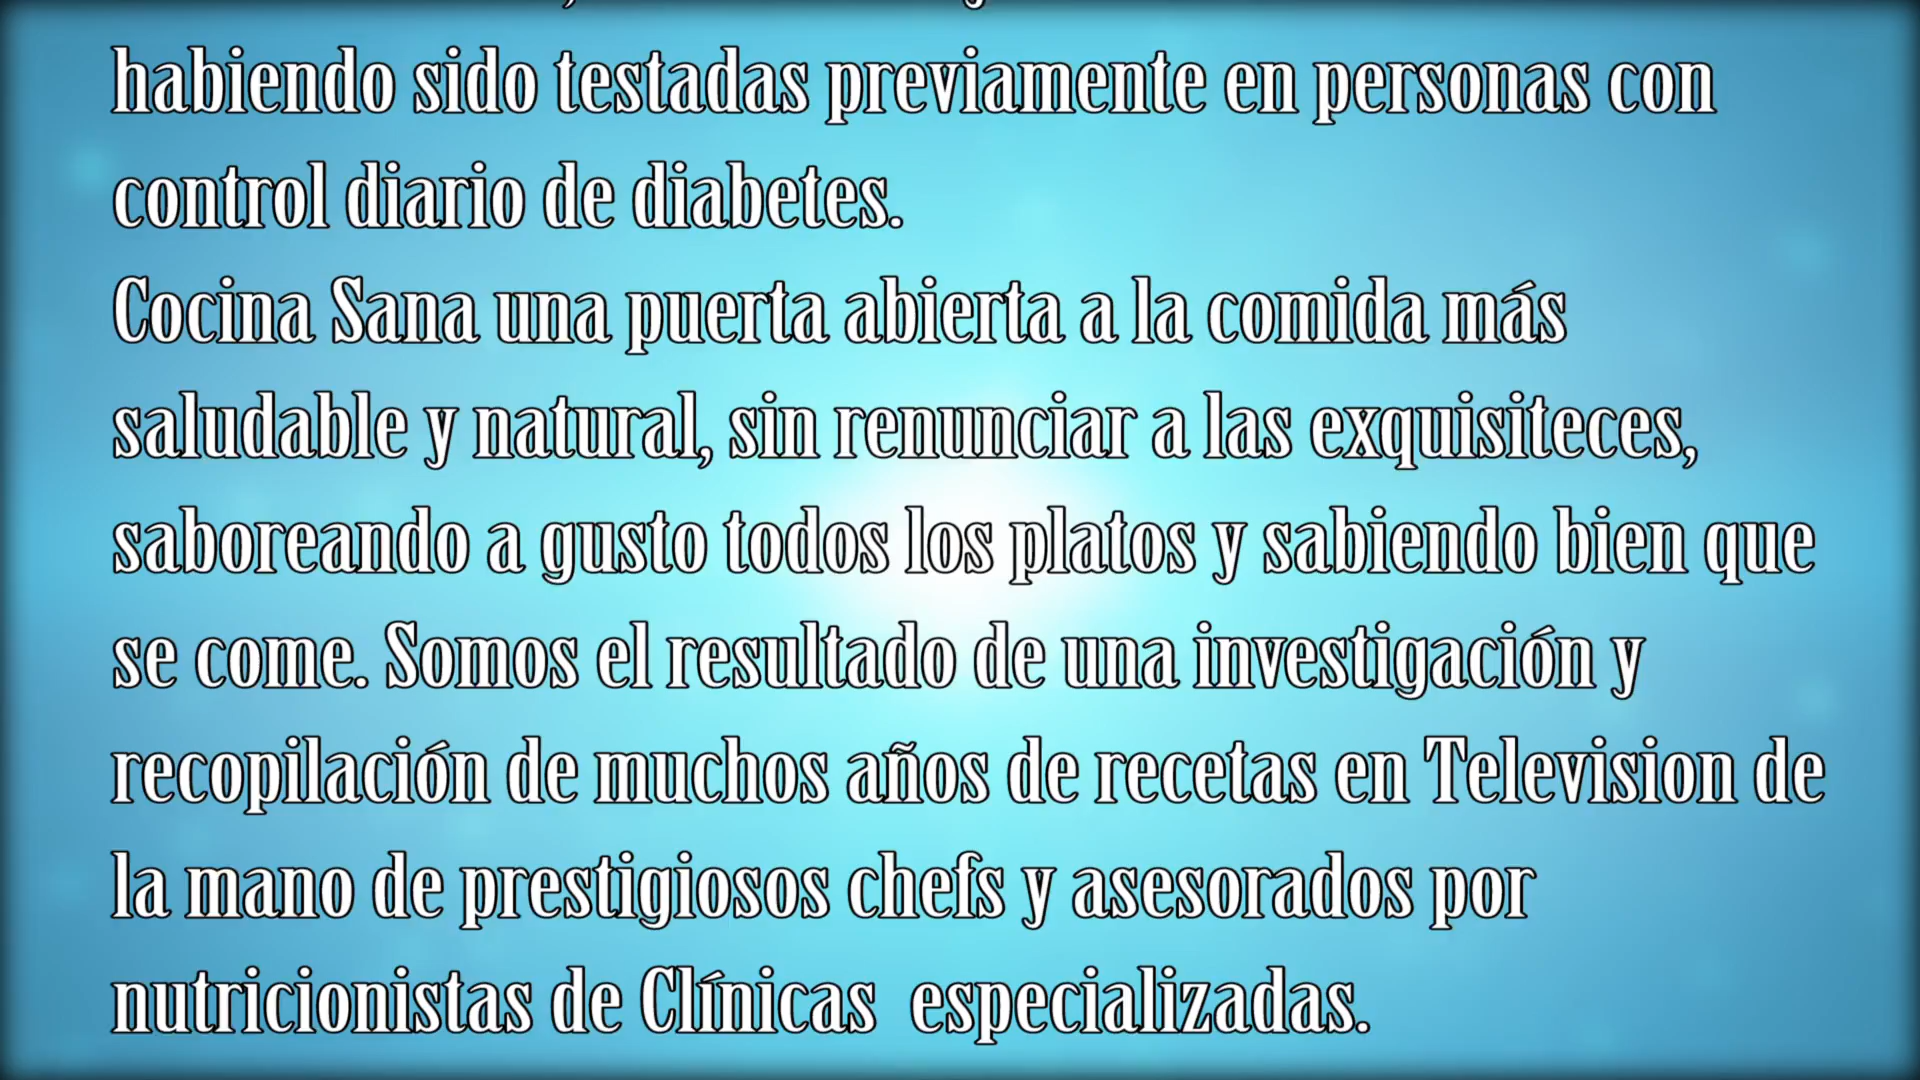 habiendo sido testadas previamente en personas con
control diario de diabetes.
Cocina Sana una puerta abierta a la comida más
saludable y natural, sin renunciar a las exquisiteces,
saboreando a gusto todos los platos y sabiendo bien que
se come. Somos el resultado de una investigación y
recopilación de muchos años de recetas en Television de
la mano de prestigiosos chefs y asesorados por
nutricionistas de Clínicas  especializadas.